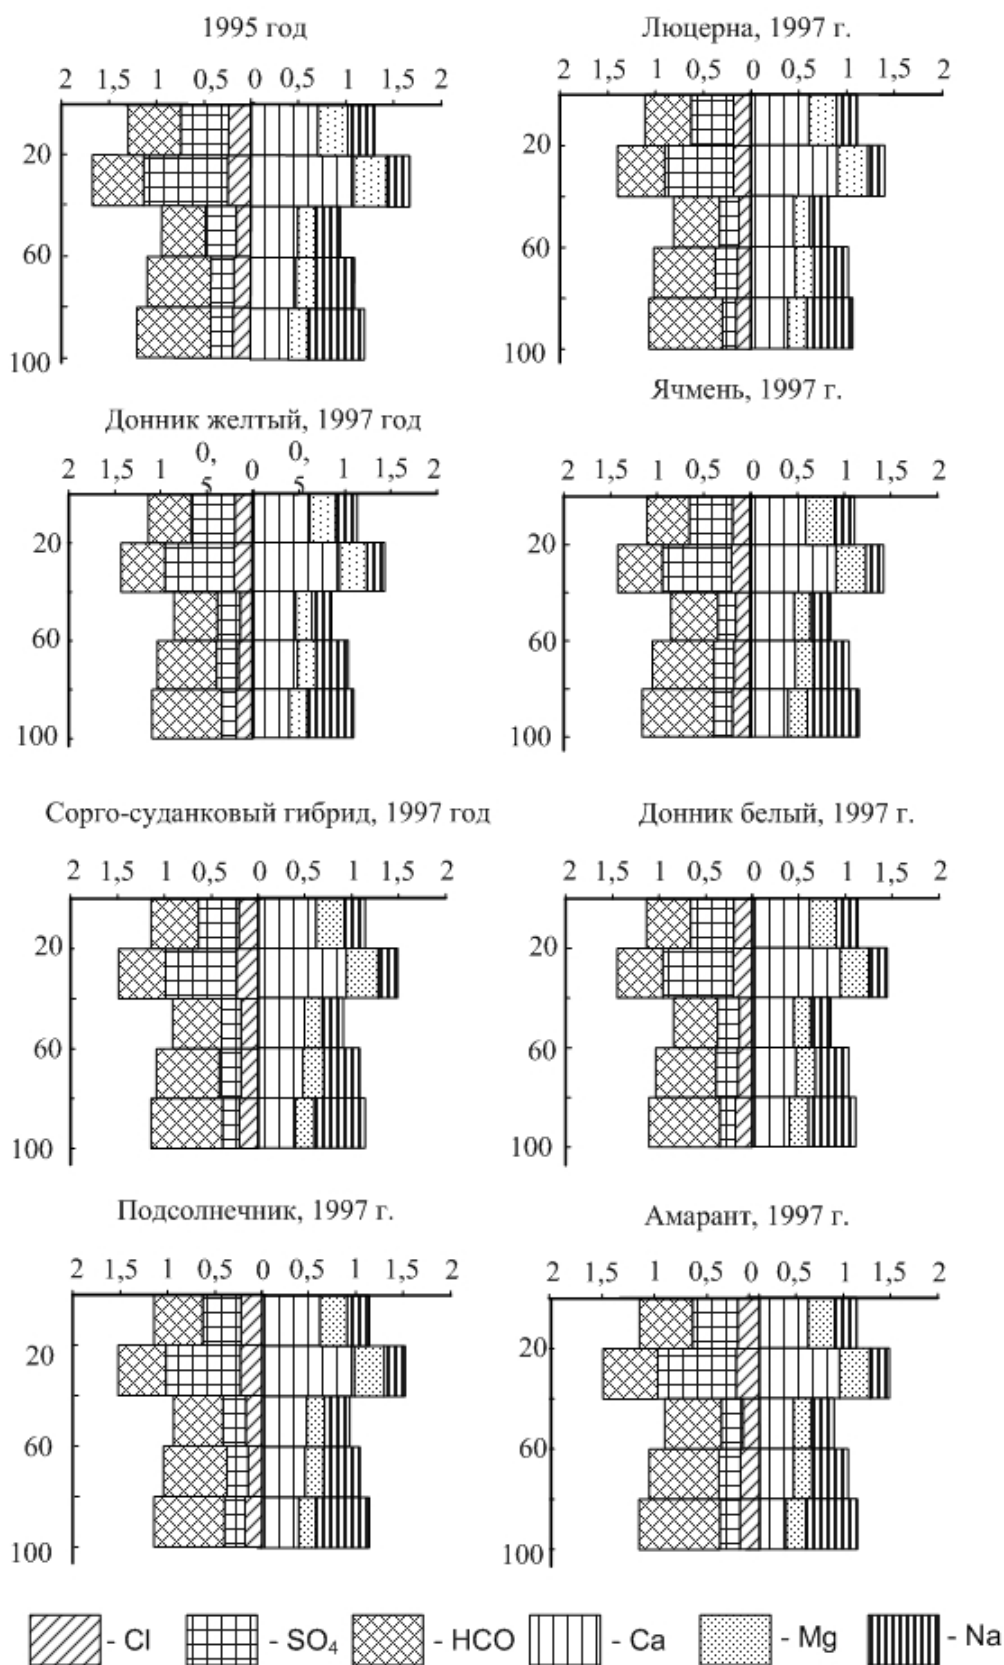 1995 год
2 1,5 1 0,5 0 0,5 1 1,5 2
20
60
100
Люцерна, 1997 г.
2 1,5 1 0,5 0 0,5 1 1,5 2
20
60
100
Донник желтый, 1997 год
2 1,5 1 0,5 0 0,5 1 1,5 2
20
60
100
Ячмень, 1997 г.
2 1,5 1 0,5 0 0,5 1 1,5 2
20
60
100
Сорго-суданковый гибрид, 1997 год
2 1,5 1 0,5 0 0,5 1 1,5 2
20
60
100
Донник белый, 1997 г.
2 1,5 1 0,5 0 0,5 1 1,5 2
20
60
100
Подсолнечник, 1997 г.
2 1,5 1 0,5 0 0,5 1 1,5 2
20
60
100
Амарант, 1997 г.
2 1,5 1 0,5 0 0,5 1 1,5 2
20
60
100
- Cl - SO₄ - HCO - Ca - Mg - Na